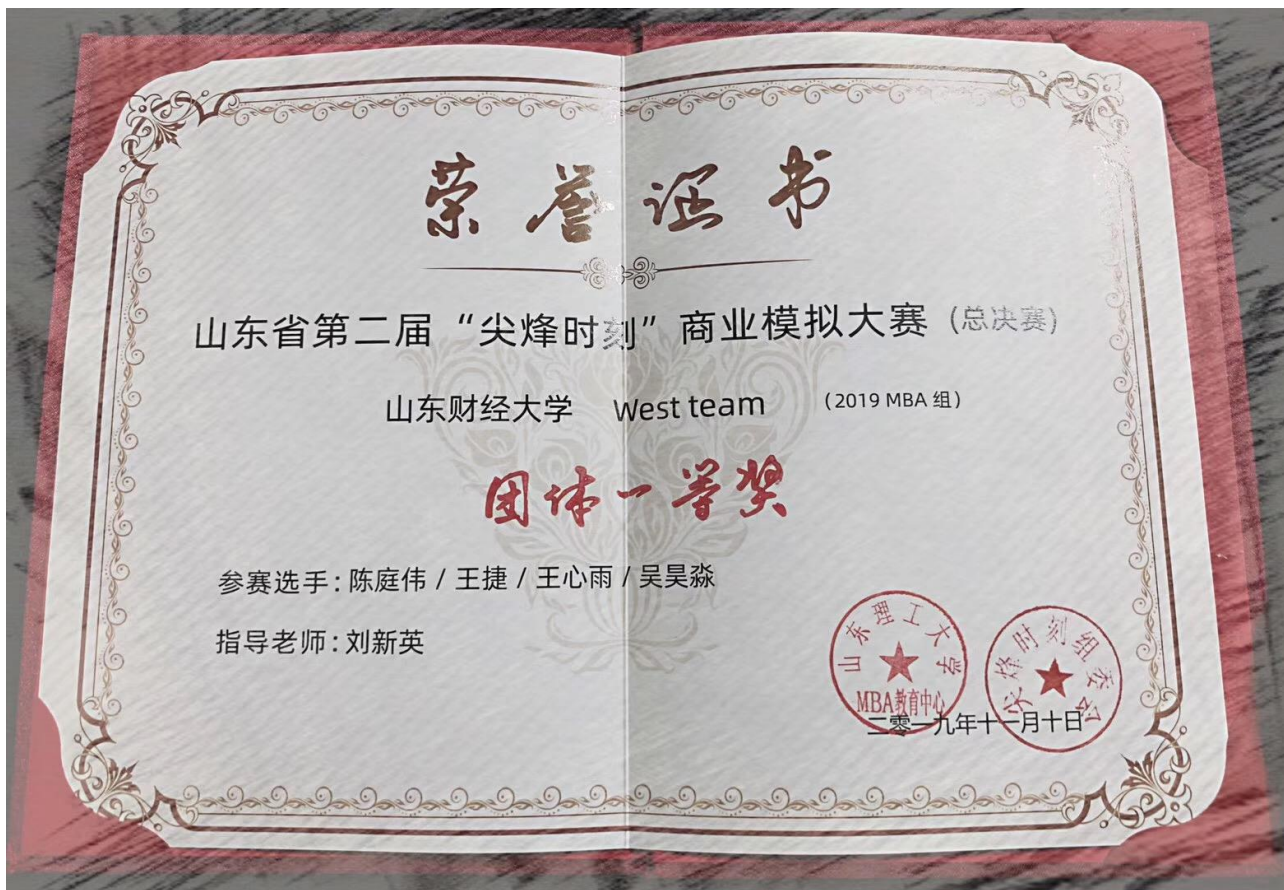 荣誉证书
山东省第二届“尖烽时刻”商业模拟大赛(总决赛)
山东财经大学 West team (2019 MBA 组)
团体一等奖
参赛选手:陈庭伟 / 王捷 / 王心雨 / 吴昊淼
指导老师:刘新英
山东理工大学
MBA教育中心
尖烽时刻组委会
二零一九年十一月十日